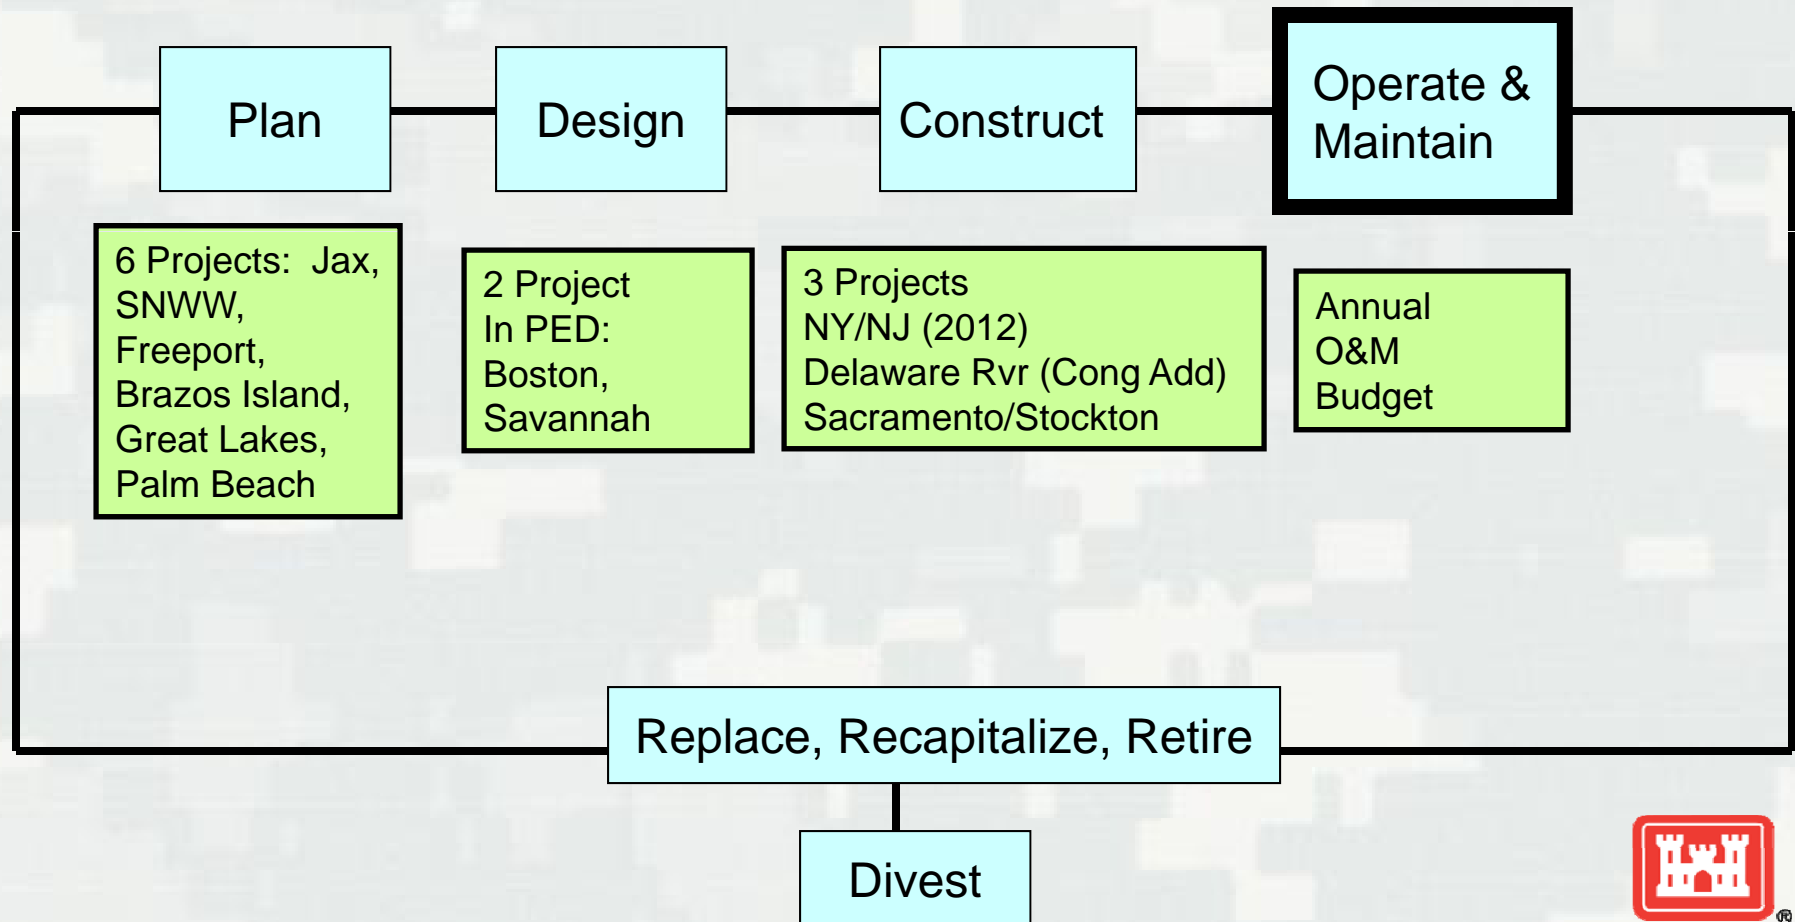 Plan
Design
Construct
Operate &
Maintain
6 Projects: Jax,
SNWW,
Freeport,
Brazos Island,
Great Lakes,
Palm Beach
2 Project
In PED:
Boston,
Savannah
3 Projects
NY/NJ (2012)
Delaware Rvr (Cong Add)
Sacramento/Stockton
Annual
O&M
Budget
Replace, Recapitalize, Retire
Divest
®